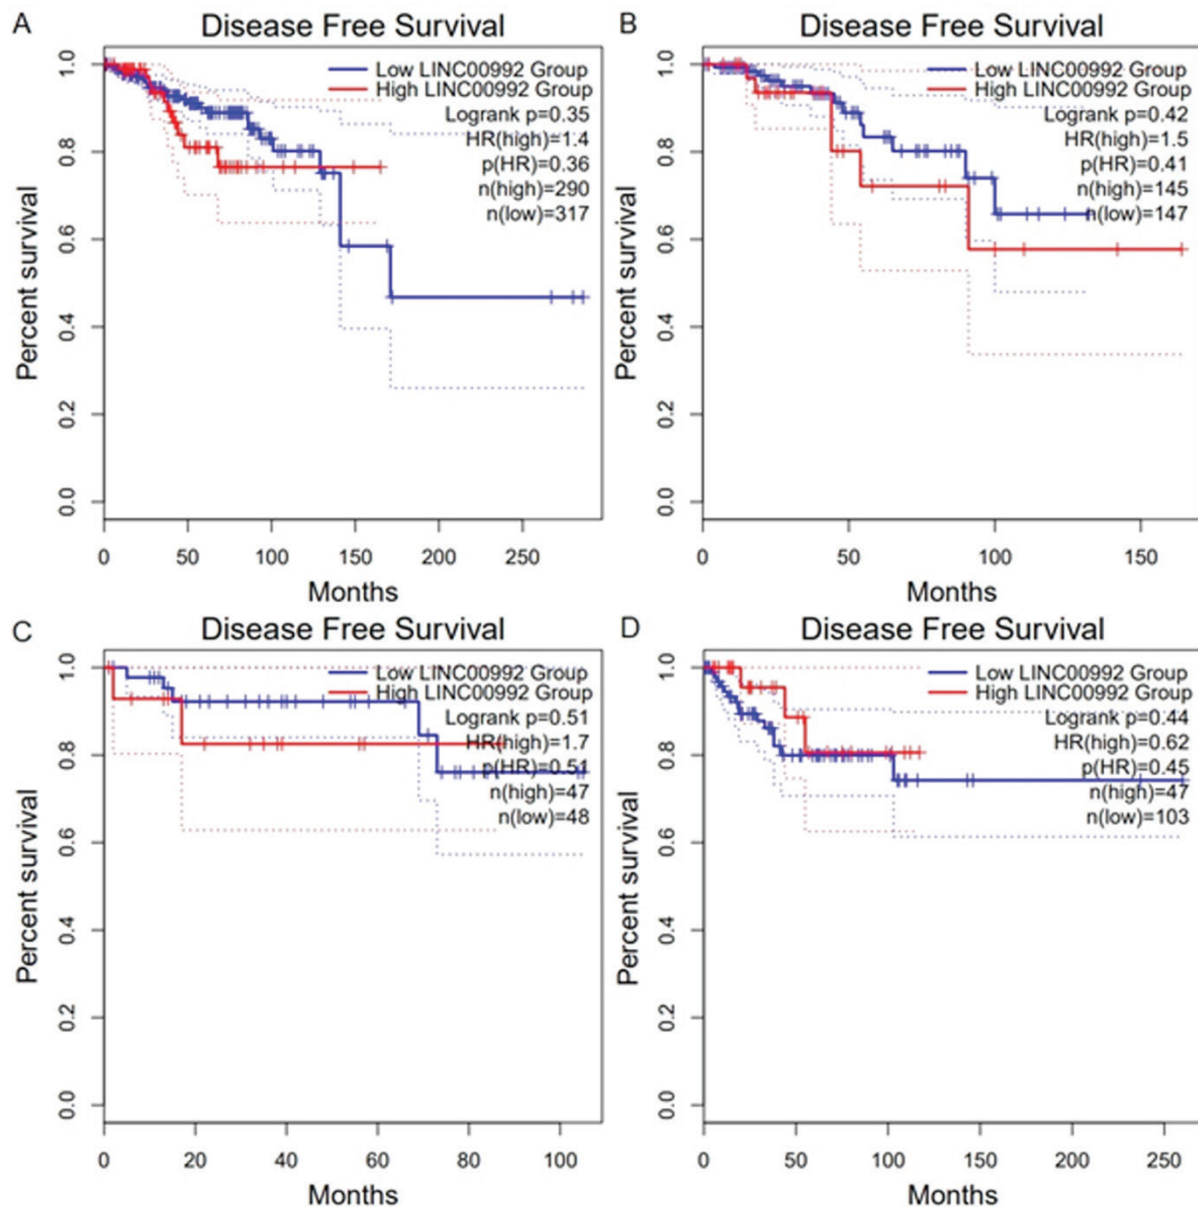 A
Disease Free Survival
Low LINC00992 Group
High LINC00992 Group
Logrank p=0.35
HR(high)=1.4
p(HR)=0.36
n(high)=290
n(low)=317
Percent survival
1.0
0.8
0.6
0.4
0.2
0.0
0 50 100 150 200 250
Months
B
Disease Free Survival
Low LINC00992 Group
High LINC00992 Group
Logrank p=0.42
HR(high)=1.5
p(HR)=0.41
n(high)=145
n(low)=147
Percent survival
1.0
0.8
0.6
0.4
0.2
0.0
0 50 100 150
Months
C
Disease Free Survival
Low LINC00992 Group
High LINC00992 Group
Logrank p=0.51
HR(high)=1.7
p(HR)=0.51
n(high)=47
n(low)=48
Percent survival
1.0
0.8
0.6
0.4
0.2
0.0
0 20 40 60 80 100
Months
D
Disease Free Survival
Low LINC00992 Group
High LINC00992 Group
Logrank p=0.44
HR(high)=0.62
p(HR)=0.45
n(high)=47
n(low)=103
Percent survival
1.0
0.8
0.6
0.4
0.2
0.0
0 50 100 150 200 250
Months